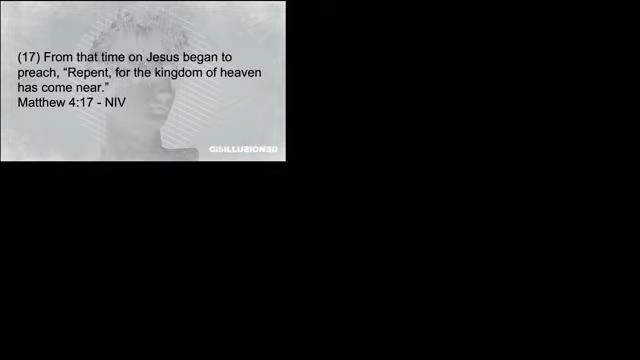 (17) From that time on Jesus began to
preach, “Repent, for the kingdom of heaven
has come near.”
Matthew 4:17 - NIV
DISILLUSIONED